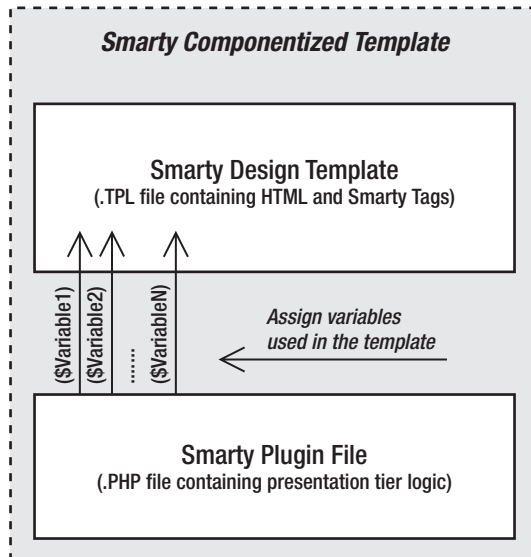 Smarty Componentized Template
Smarty Design Template
(.TPL file containing HTML and Smarty Tags)
($Variable1)
($Variable2)
........
($VariableN)
Assign variables
used in the template
Smarty Plugin File
(.PHP file containing presentation tier logic)